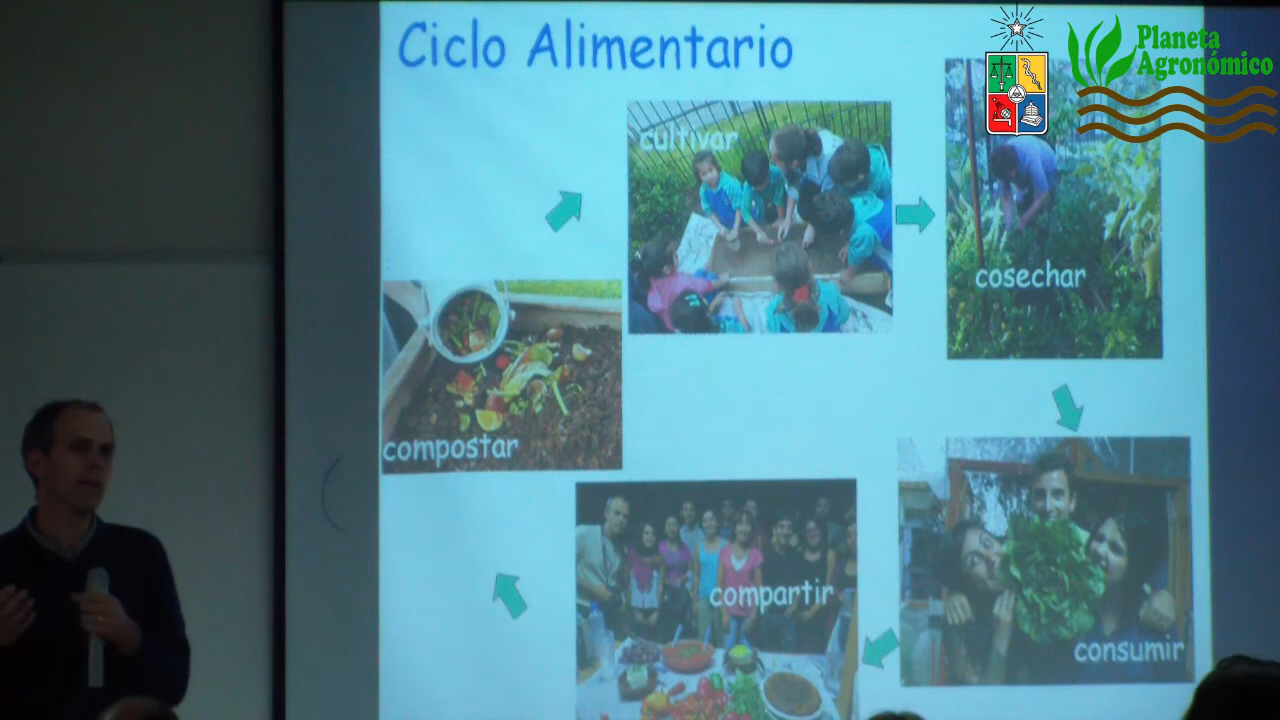 Ciclo Alimentario
Planeta
Agronómico
cultivar
cosechar
compostar
compartir
consumir